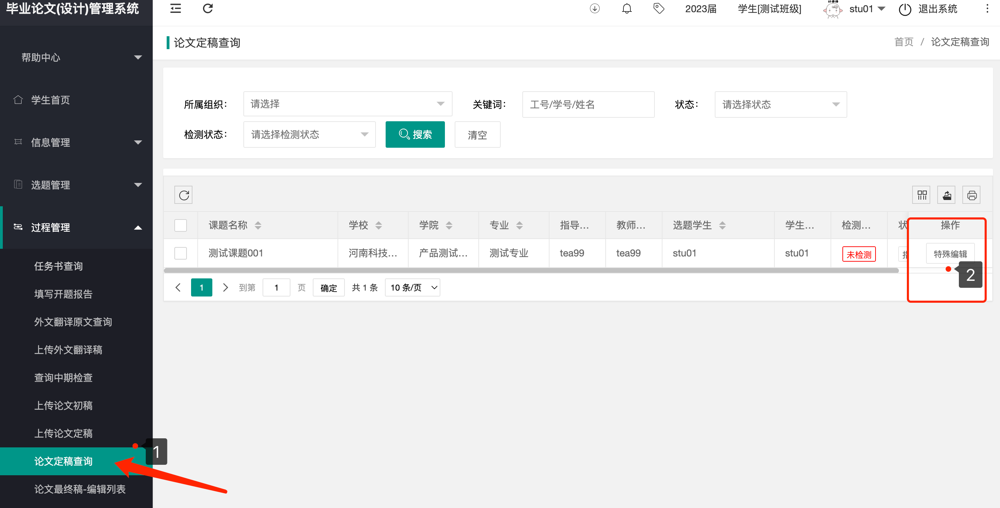 毕业论文(设计)管理系统
2023届
学生[测试班级]
好棒棒
stu01
退出系统
帮助中心
学生首页
信息管理
选题管理
过程管理
任务书查询
填写开题报告
外文翻译原文查询
上传外文翻译稿
查询中期检查
上传论文初稿
上传论文定稿
论文定稿查询
论文最终稿-编辑列表
1
论文定稿查询
首页 / 论文定稿查询
所属组织：
请选择
关键词：
工号/学号/姓名
状态：
请选择状态
检测状态：
请选择检测状态
搜索
清空
课题名称
学校
学院
专业
指导...
教师...
选题学生
学生...
检测...
状
操作
测试课题001
河南科技...
产品测试...
测试专业
tea99
tea99
stu01
stu01
未检测
特殊编辑
2
1
到第
1
页
确定
共 1 条
10 条/页